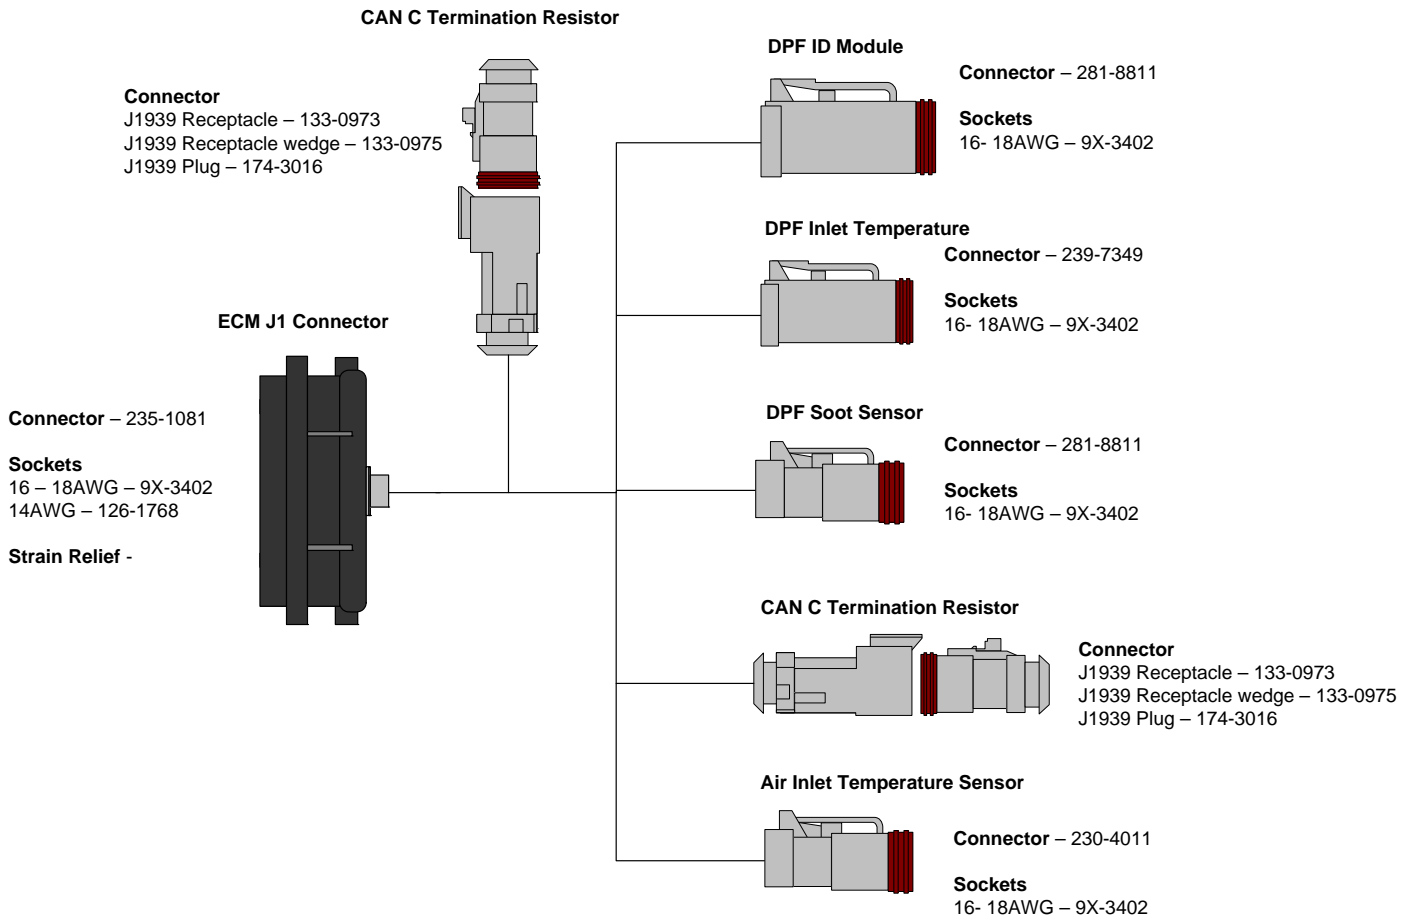 CAN C Termination Resistor
Connector
J1939 Receptacle – 133-0973
J1939 Receptacle wedge – 133-0975
J1939 Plug – 174-3016
ECM J1 Connector
Connector – 235-1081
Sockets
16 – 18AWG – 9X-3402
14AWG – 126-1768
Strain Relief -
DPF ID Module
Connector – 281-8811
Sockets
16- 18AWG – 9X-3402
DPF Inlet Temperature
Connector – 239-7349
Sockets
16- 18AWG – 9X-3402
DPF Soot Sensor
Connector – 281-8811
Sockets
16- 18AWG – 9X-3402
CAN C Termination Resistor
Connector
J1939 Receptacle – 133-0973
J1939 Receptacle wedge – 133-0975
J1939 Plug – 174-3016
Air Inlet Temperature Sensor
Connector – 230-4011
Sockets
16- 18AWG – 9X-3402